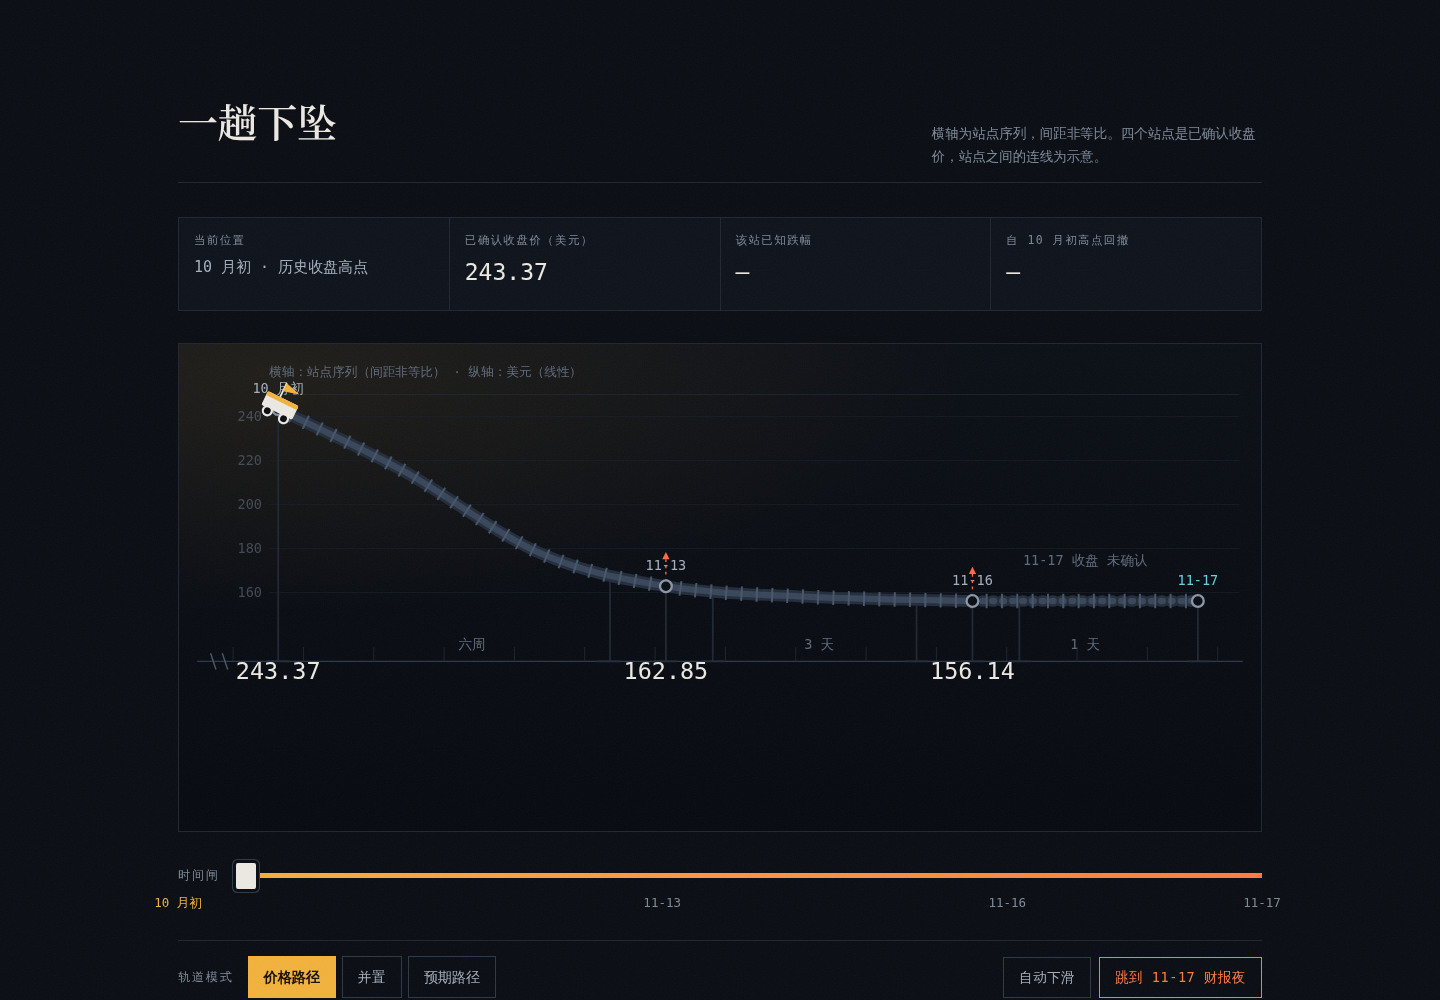 一趟下坠
横轴为站点序列，间距非等比。四个站点是已确认收盘
价，站点之间的连线为示意。
当前位置
10 月初 · 历史收盘高点
已确认收盘价（美元）
243.37
该站已知跌幅
—
自 10 月初高点回撤
—
横轴：站点序列（间距非等比） · 纵轴：美元（线性）
10 月初
240
220
200
180
160
11-13
11-16
11-17 收盘 未确认
11-17
六周
3 天
1 天
243.37
162.85
156.14
时间闸
10 月初
11-13
11-16
11-17
轨道模式
价格路径
并置
预期路径
自动下滑
跳到 11-17 财报夜